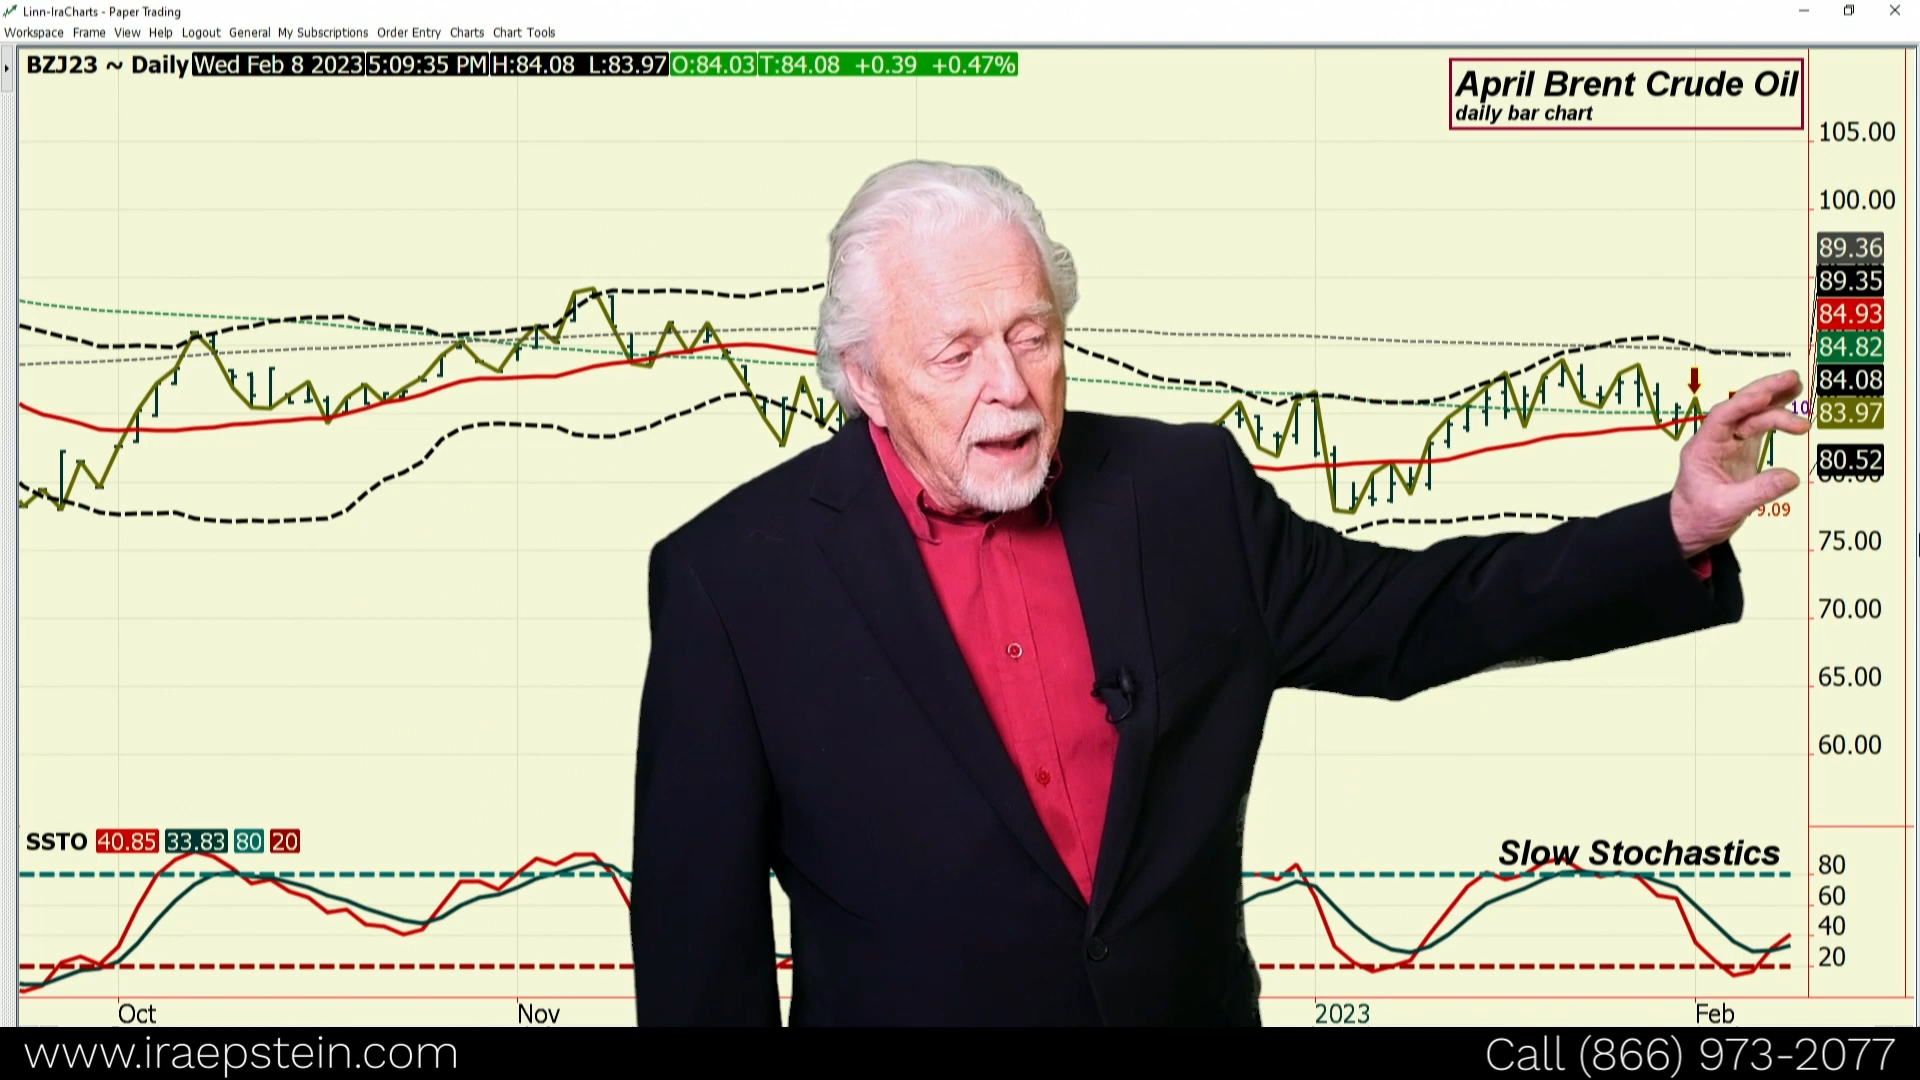 Linn-IraCharts - Paper Trading
Workspace Frame View Help Logout General My Subscriptions Order Entry Charts Chart Tools
BZJ23 ~ Daily Wed Feb 8 2023 5:09:35 PM H:84.08 L:83.97 O:84.03 T:84.08 +0.39 +0.47%
April Brent Crude Oil
daily bar chart
105.00
100.00
89.36
89.35
84.93
84.82
84.08
10
83.97
80.52
9.09
75.00
70.00
65.00
60.00
SSTO 40.85 33.83 80 20
Slow Stochastics
80
60
40
20
Oct Nov 2023 Feb
www.iraepstein.com
Call (866) 973-2077